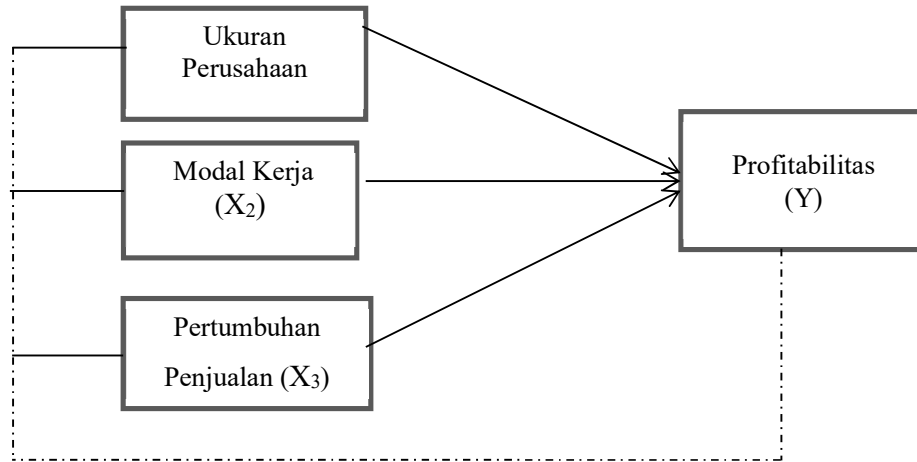 Ukuran
Perusahaan
Modal Kerja
(X₂)
Profitabilitas
(Y)
Pertumbuhan
Penjualan (X₃)